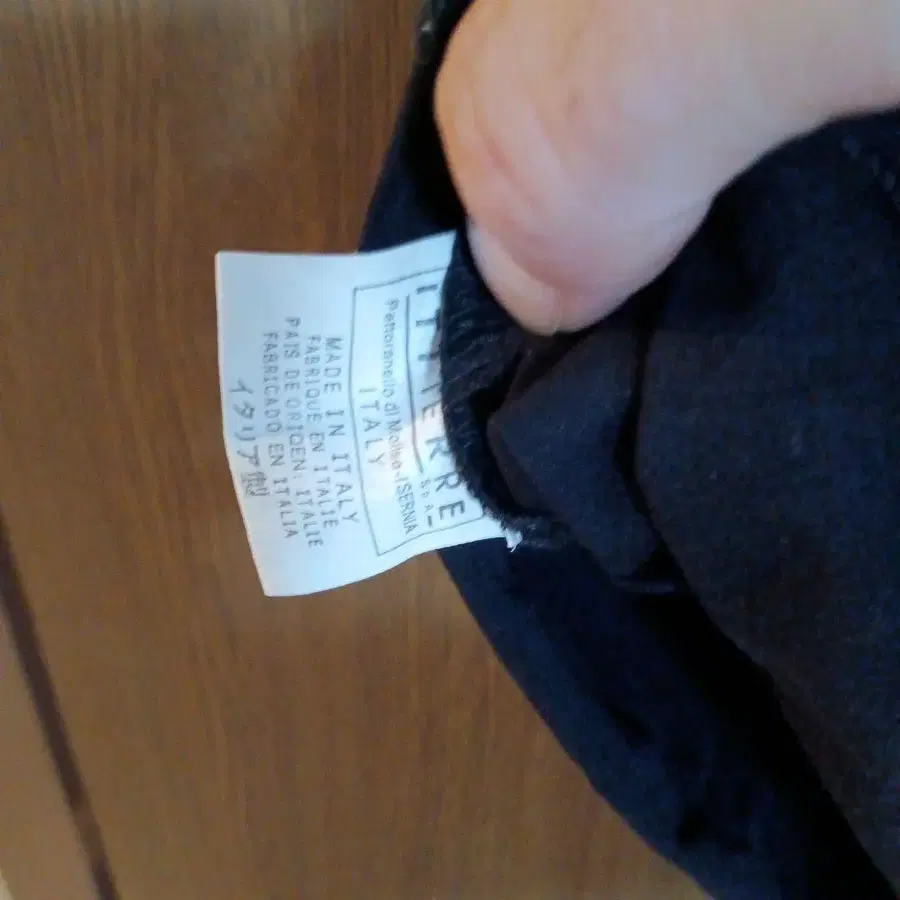 ITTIERRE
S.p.A.
Pettoranello di Molise-ISERNIA
ITALY
MADE IN ITALY
FABRIQUE EN ITALIE
PAIS DE ORIGEN: ITALIE
FABRICADO EN ITALIA
イタリア製